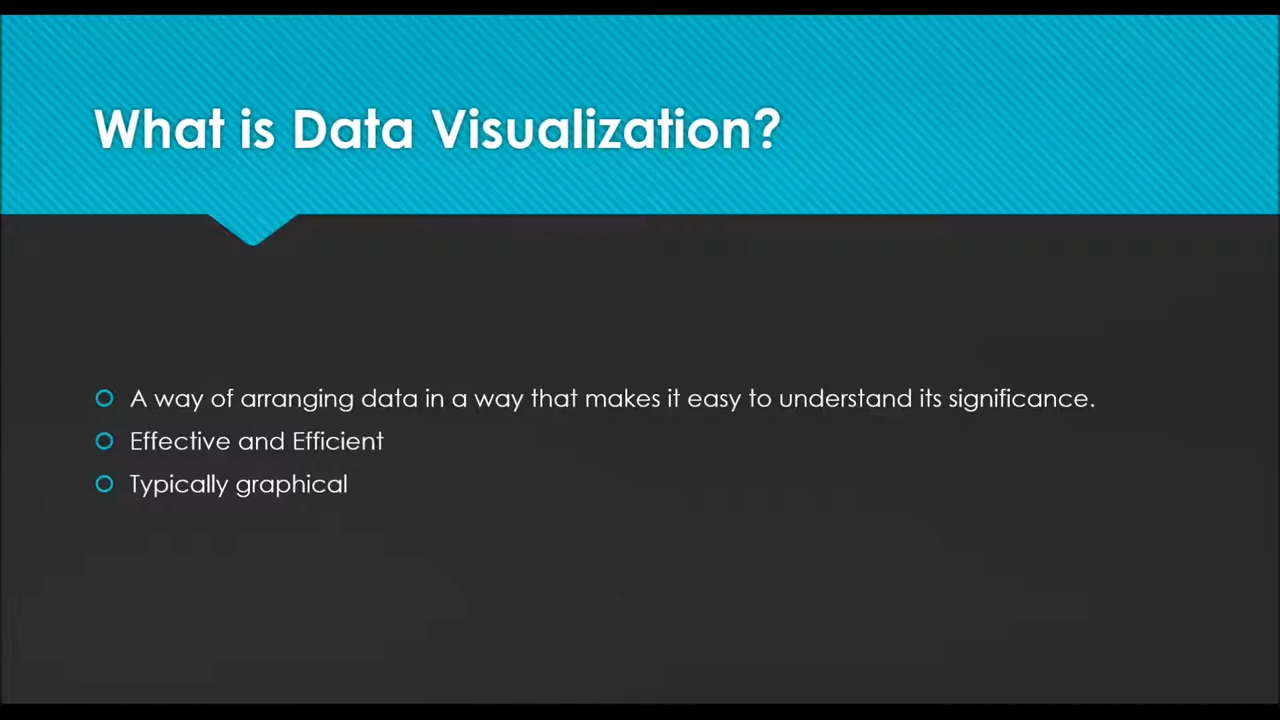 What is Data Visualization?
A way of arranging data in a way that makes it easy to understand its significance.
Effective and Efficient
Typically graphical